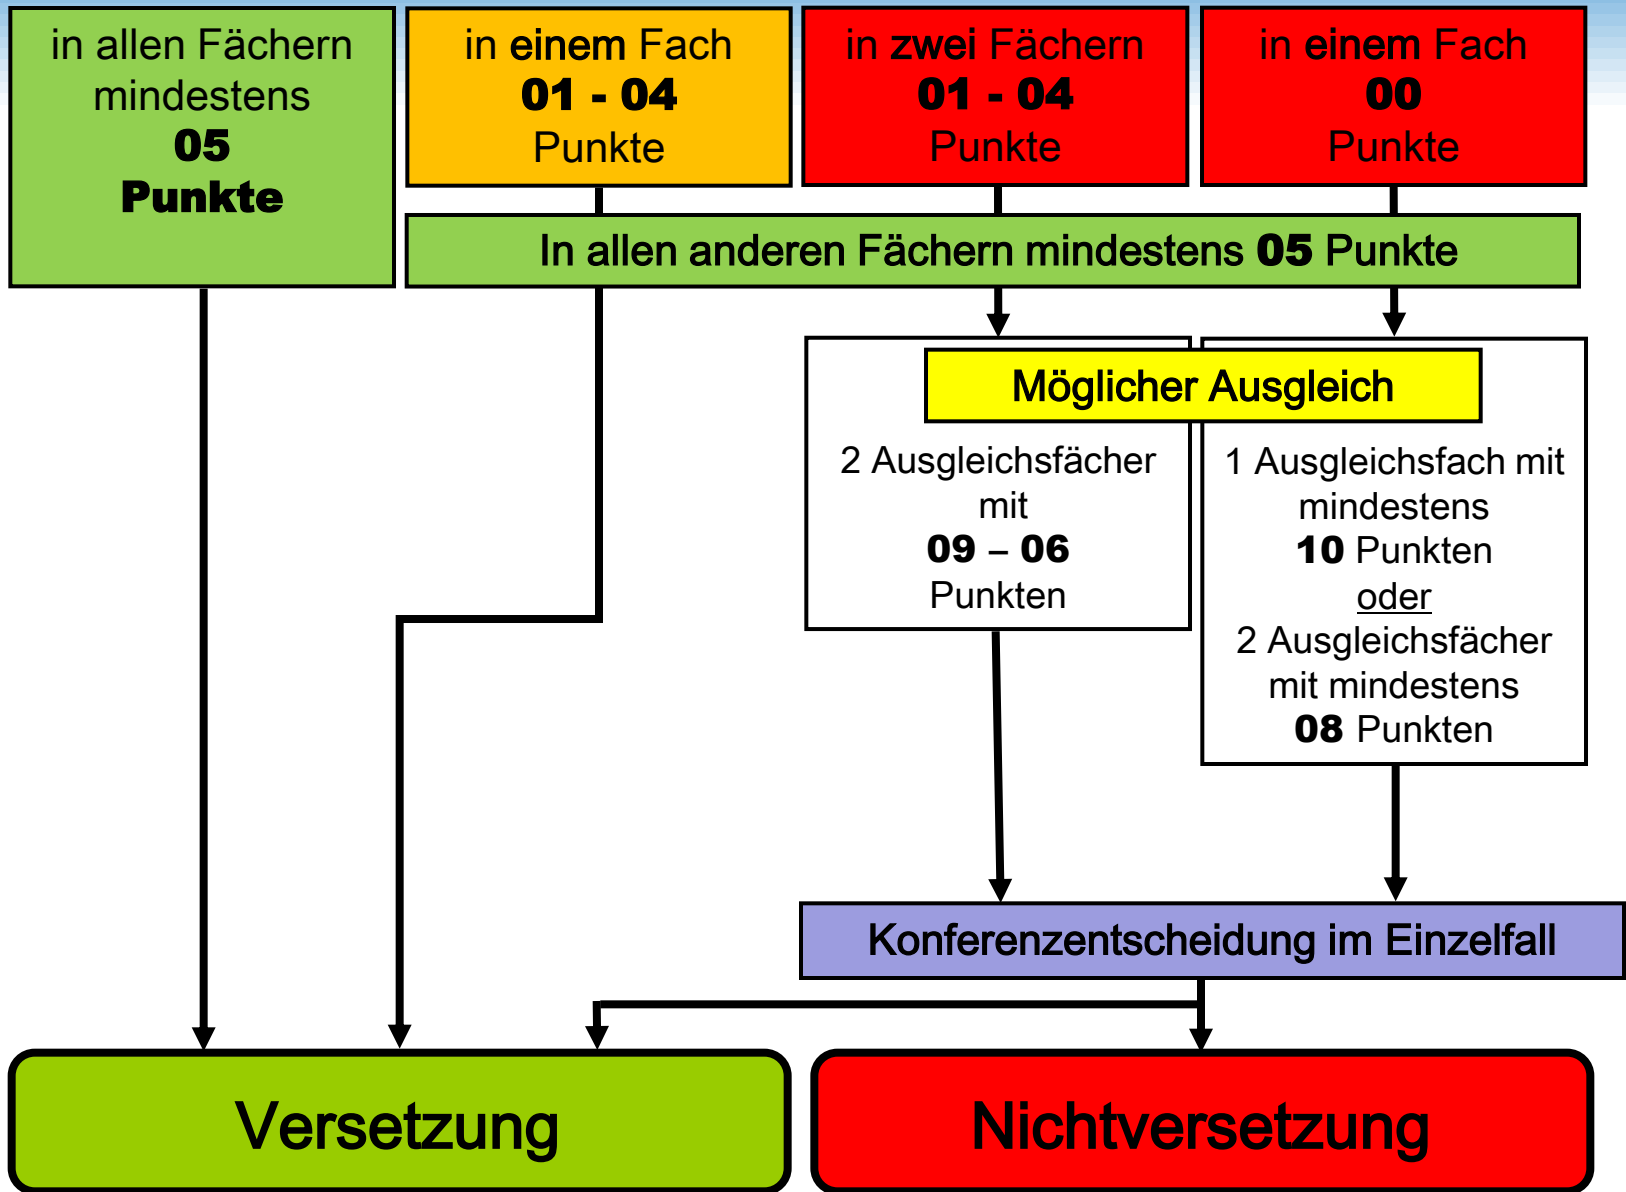 in allen Fächern
mindestens
05
Punkte
in einem Fach
01 - 04
Punkte
in zwei Fächern
01 - 04
Punkte
in einem Fach
00
Punkte
In allen anderen Fächern mindestens 05 Punkte
Möglicher Ausgleich
2 Ausgleichsfächer
mit
09 – 06
Punkten
1 Ausgleichsfach mit
mindestens
10 Punkten
oder
2 Ausgleichsfächer
mit mindestens
08 Punkten
Konferenzentscheidung im Einzelfall
Versetzung
Nichtversetzung